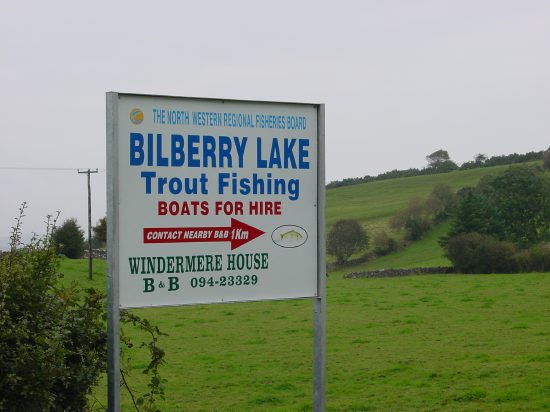 THE NORTH WESTERN REGIONAL FISHERIES BOARD
BILBERRY LAKE
Trout Fishing
BOATS FOR HIRE
CONTACT NEARBY B&B 1Km
WINDERMERE HOUSE
B & B 094-23329